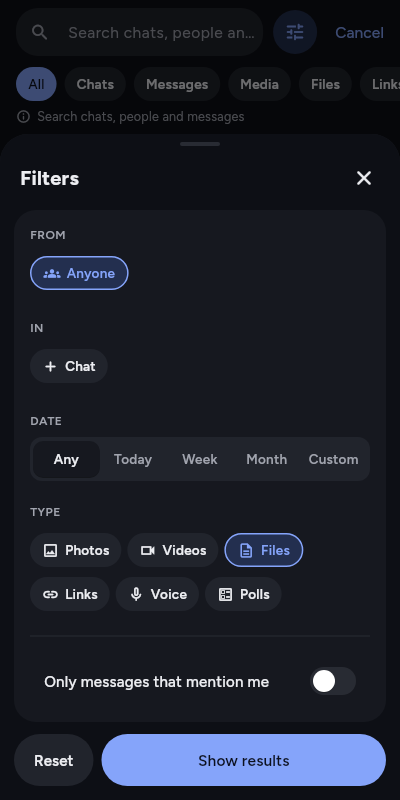 Search chats, people an... Cancel
All Chats Messages Media Files Links
Search chats, people and messages
Filters
FROM
Anyone
IN
Chat
DATE
Any Today Week Month Custom
TYPE
Photos Videos Files
Links Voice Polls
Only messages that mention me
Reset Show results